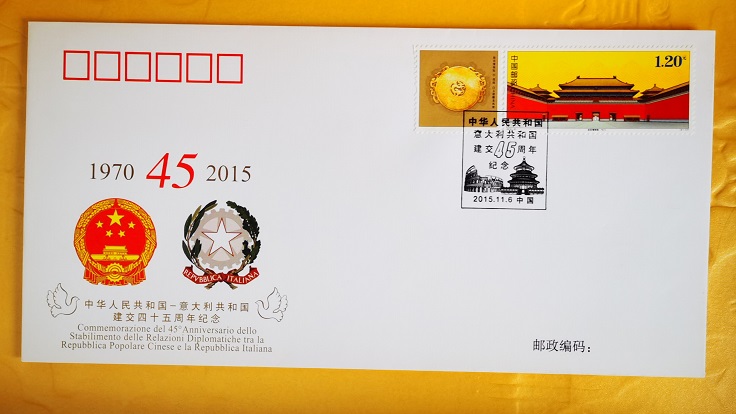 1.20元
中国邮政
中华人民共和国
意大利共和国
建交45周年
纪念
2015.11.6 中国
1970 45 2015
REPVBBLICA ITALIANA
中华人民共和国-意大利共和国
建交四十五周年纪念
Commemorazione del 45°Anniversario dello
Stabilimento delle Relazioni Diplomatiche tra la
Repubblica Popolare Cinese e la Repubblica Italiana
邮政编码：